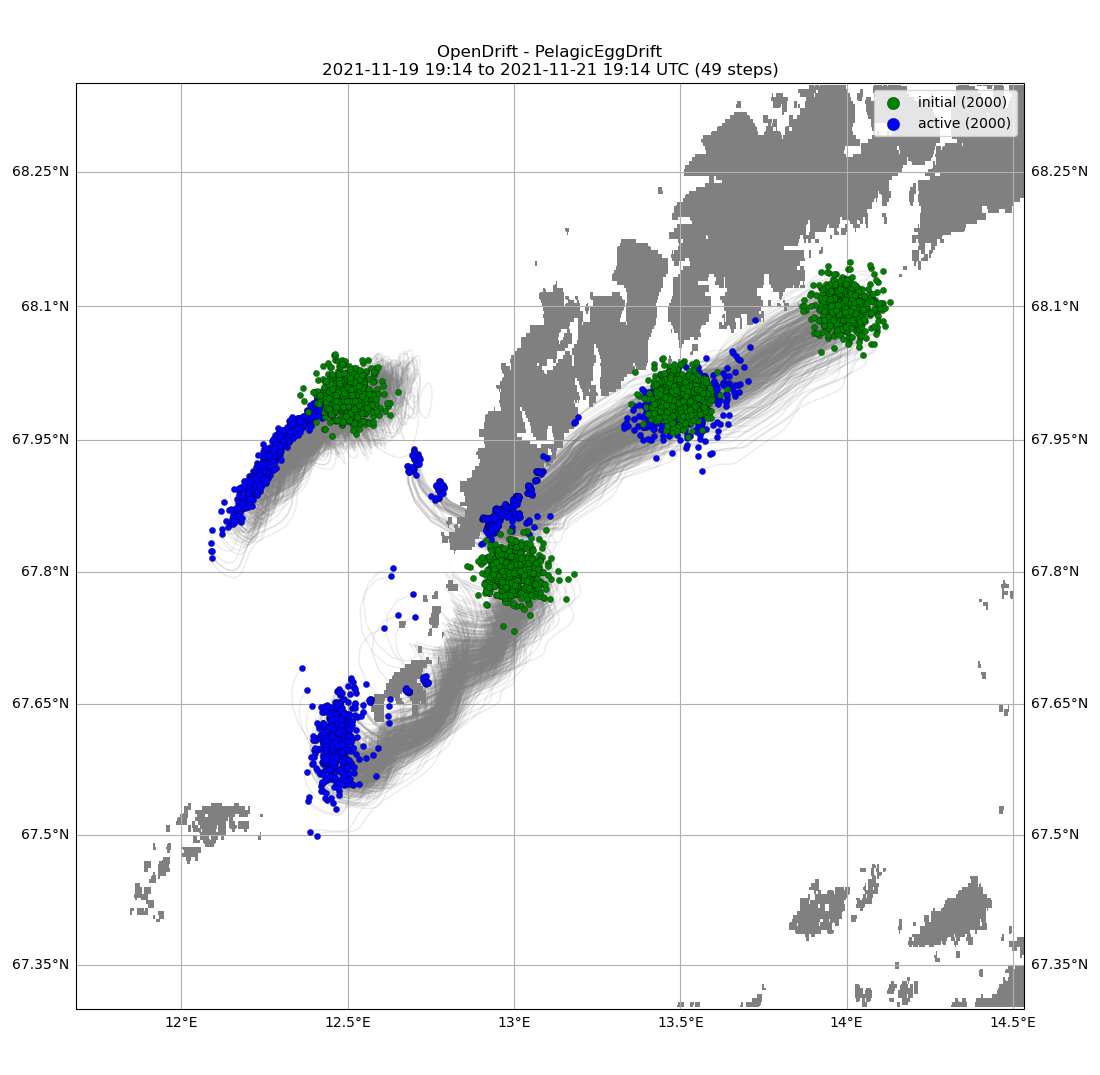 OpenDrift - PelagicEggDrift
2021-11-19 19:14 to 2021-11-21 19:14 UTC (49 steps)
initial (2000)
active (2000)
68.25°N 68.25°N
68.1°N 68.1°N
67.95°N 67.95°N
67.8°N 67.8°N
67.65°N 67.65°N
67.5°N 67.5°N
67.35°N 67.35°N
12°E 12.5°E 13°E 13.5°E 14°E 14.5°E